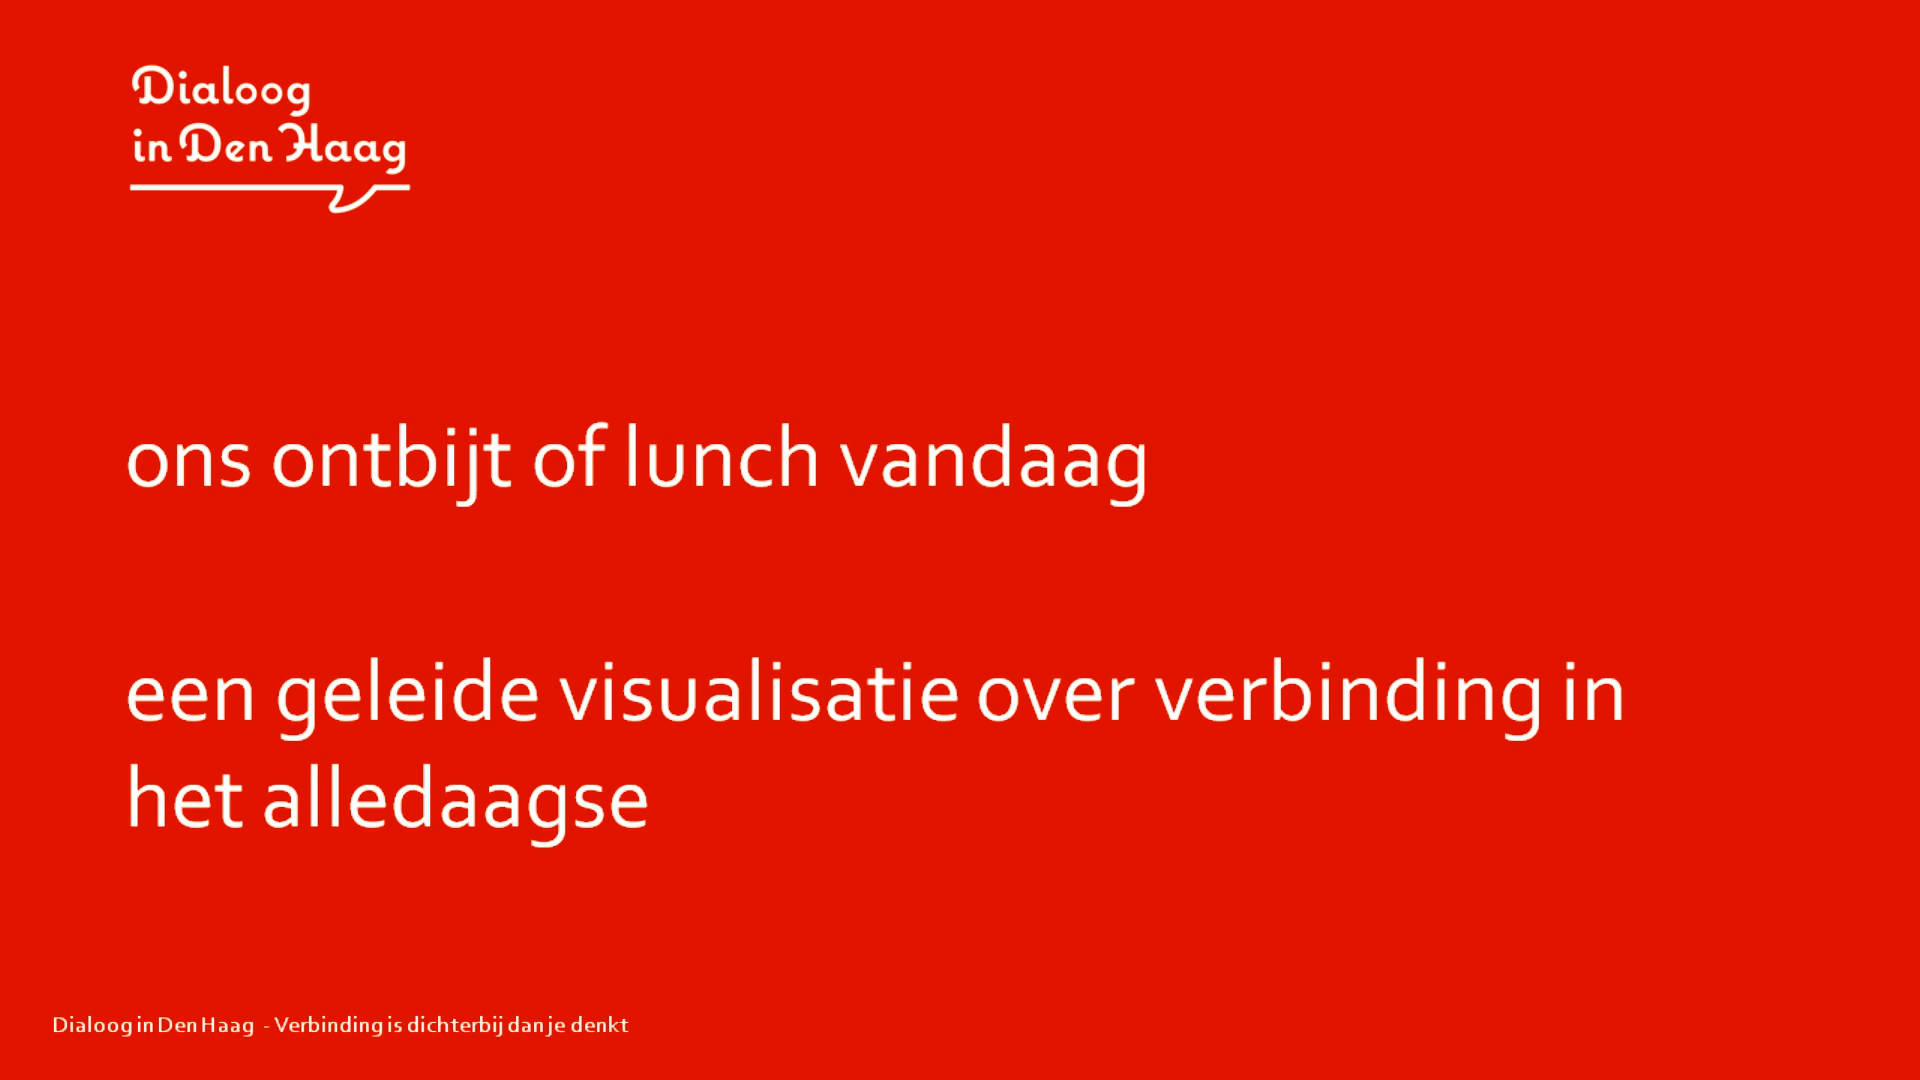 Dialoog
in Den Haag
ons ontbijt of lunch vandaag
een geleide visualisatie over verbinding in
het alledaagse
Dialoog in Den Haag - Verbinding is dichterbij dan je denkt